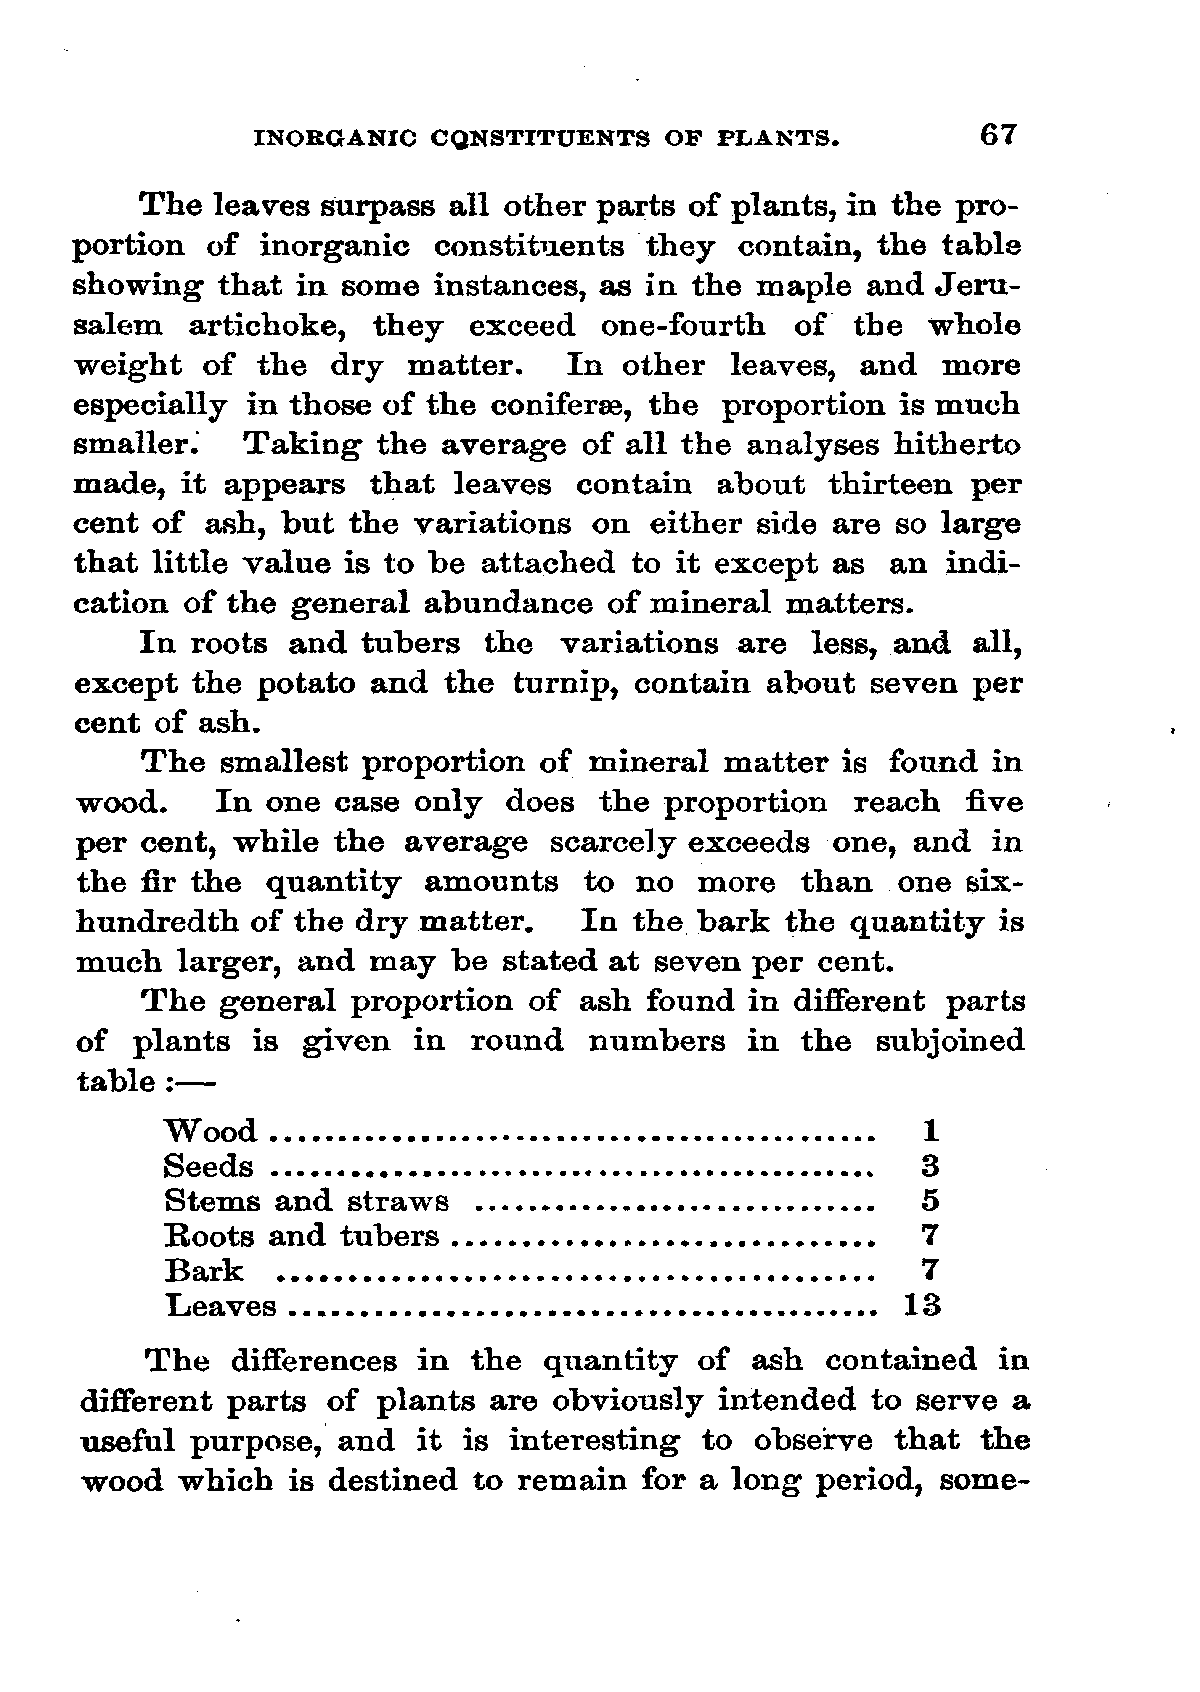 INORGANIC CONSTITUENTS OF PLANTS. 67
The leaves surpass all other parts of plants, in the pro-
portion of inorganic constituents they contain, the table
showing that in some instances, as in the maple and Jeru-
salem artichoke, they exceed one-fourth of the whole
weight of the dry matter. In other leaves, and more
especially in those of the coniferæ, the proportion is much
smaller. Taking the average of all the analyses hitherto
made, it appears that leaves contain about thirteen per
cent of ash, but the variations on either side are so large
that little value is to be attached to it except as an indi-
cation of the general abundance of mineral matters.
In roots and tubers the variations are less, and all,
except the potato and the turnip, contain about seven per
cent of ash.
The smallest proportion of mineral matter is found in
wood. In one case only does the proportion reach five
per cent, while the average scarcely exceeds one, and in
the fir the quantity amounts to no more than one six-
hundredth of the dry matter. In the bark the quantity is
much larger, and may be stated at seven per cent.
The general proportion of ash found in different parts
of plants is given in round numbers in the subjoined
table :—
Wood ............................................. 1
Seeds ............................................. 3
Stems and straws .............................. 5
Roots and tubers .............................. 7
Bark ............................................. 7
Leaves ............................................ 13
The differences in the quantity of ash contained in
different parts of plants are obviously intended to serve a
useful purpose, and it is interesting to observe that the
wood which is destined to remain for a long period, some-